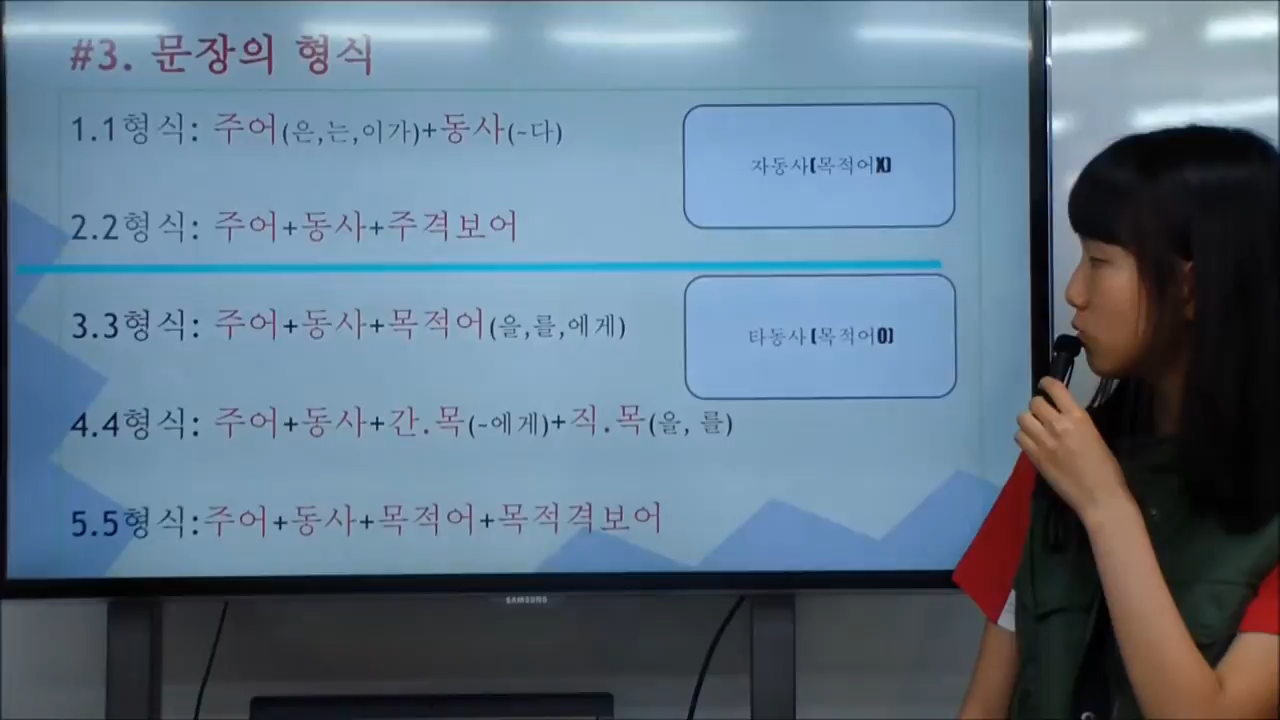 #3. 문장의 형식
1.1형식: 주어(은,는,이가)+동사(-다)
2.2형식: 주어+동사+주격보어
자동사(목적어X)
3.3형식: 주어+동사+목적어(을,를,에게)
타동사(목적어O)
4.4형식: 주어+동사+간.목(-에게)+직.목(을, 를)
5.5형식:주어+동사+목적어+목적격보어
SAMSUNG